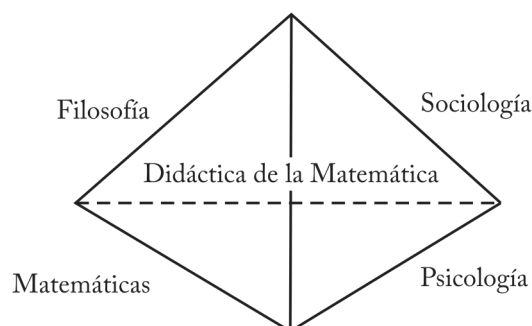 Filosofía
Sociología
Didáctica de la Matemática
Matemáticas
Psicología